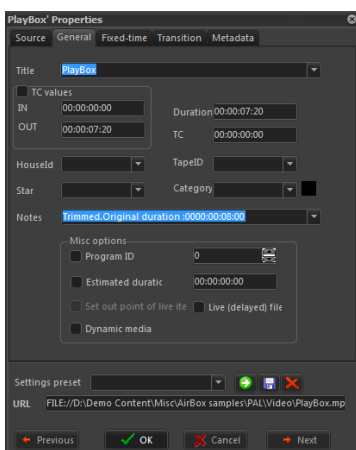 PlayBox' Properties
Source General Fixed-time Transition Metadata
Title PlayBox
TC values
IN 00:00:00:00 Duration 00:00:07:20
OUT 00:00:07:20 TC 00:00:00:00
HouseId TapeID
Star Category
Notes Trimmed.Original duration :0000:00:08:00
Misc options
Program ID 0
Estimated duratic 00:00:00:00
Set out point of live ite Live (delayed) file
Dynamic media
Settings preset
URL FILE://D:\Demo Content\Misc\AirBox samples\PAL\Video\PlayBox.mp
Previous OK Cancel Next